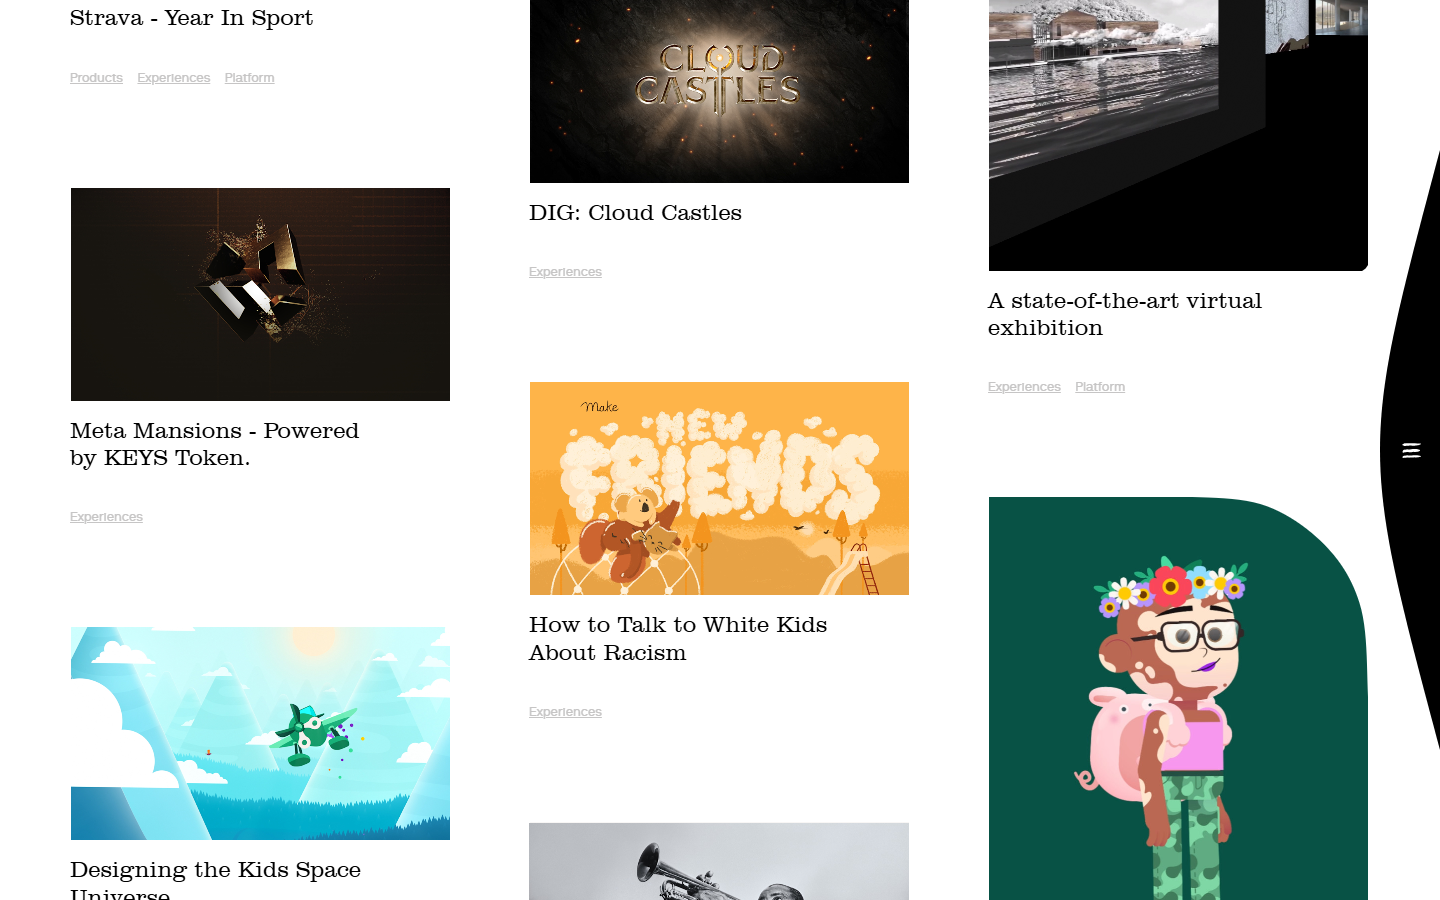 Strava - Year In Sport
Products Experiences Platform
Meta Mansions - Powered
by KEYS Token.
Experiences
Designing the Kids Space
Universe
CLOUD
CASTLES
DIG: Cloud Castles
Experiences
Make
NEW
FRIENDS
How to Talk to White Kids
About Racism
Experiences
A state-of-the-art virtual
exhibition
Experiences Platform